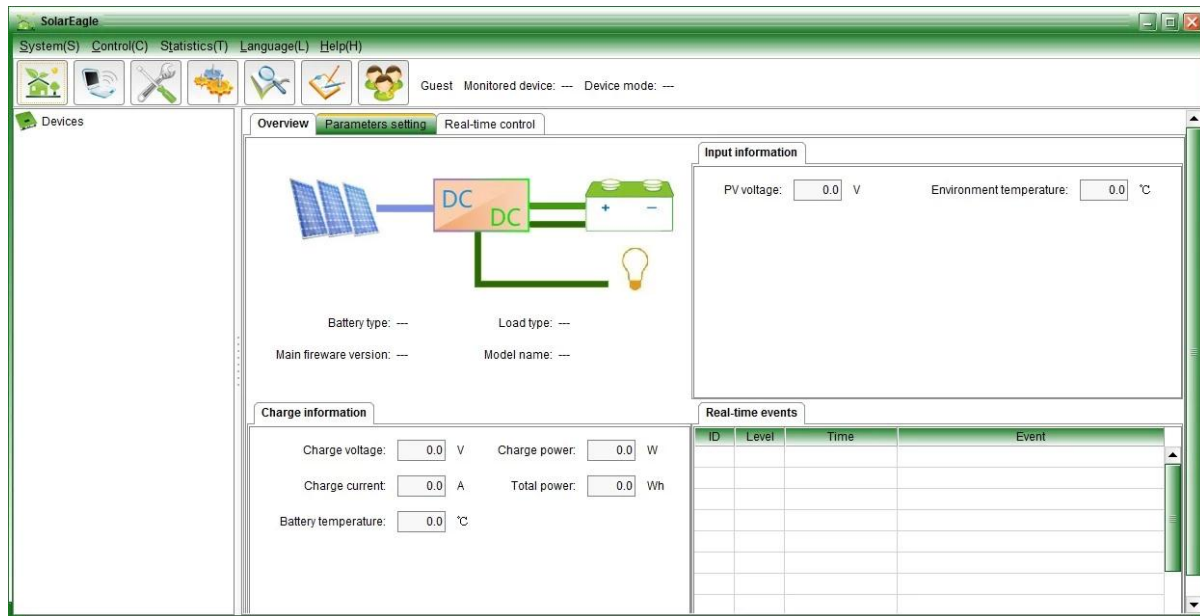 SolarEagle
System(S) Control(C) Statistics(T) Language(L) Help(H)
Guest Monitored device: --- Device mode: ---
Devices
Overview Parameters setting Real-time control
DC
DC
+ −
Battery type: --- Load type: ---
Main fireware version: --- Model name: ---
Input information
PV voltage: 0.0 V Environment temperature: 0.0 ℃
Charge information
Charge voltage: 0.0 V Charge power: 0.0 W
Charge current: 0.0 A Total power: 0.0 Wh
Battery temperature: 0.0 ℃
Real-time events
ID Level Time Event